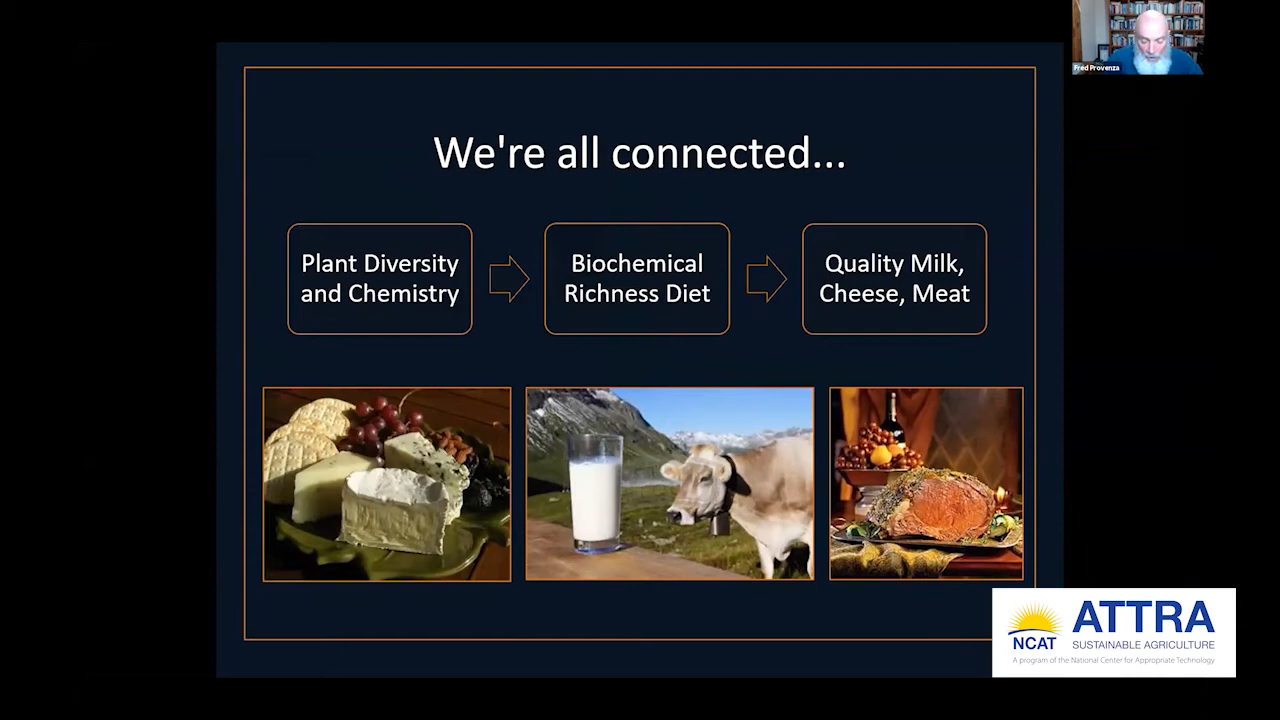 Fred Provenza
We're all connected...
Plant Diversity
and Chemistry
Biochemical
Richness Diet
Quality Milk,
Cheese, Meat
NCAT
ATTRA
SUSTAINABLE AGRICULTURE
A program of the National Center for Appropriate Technology